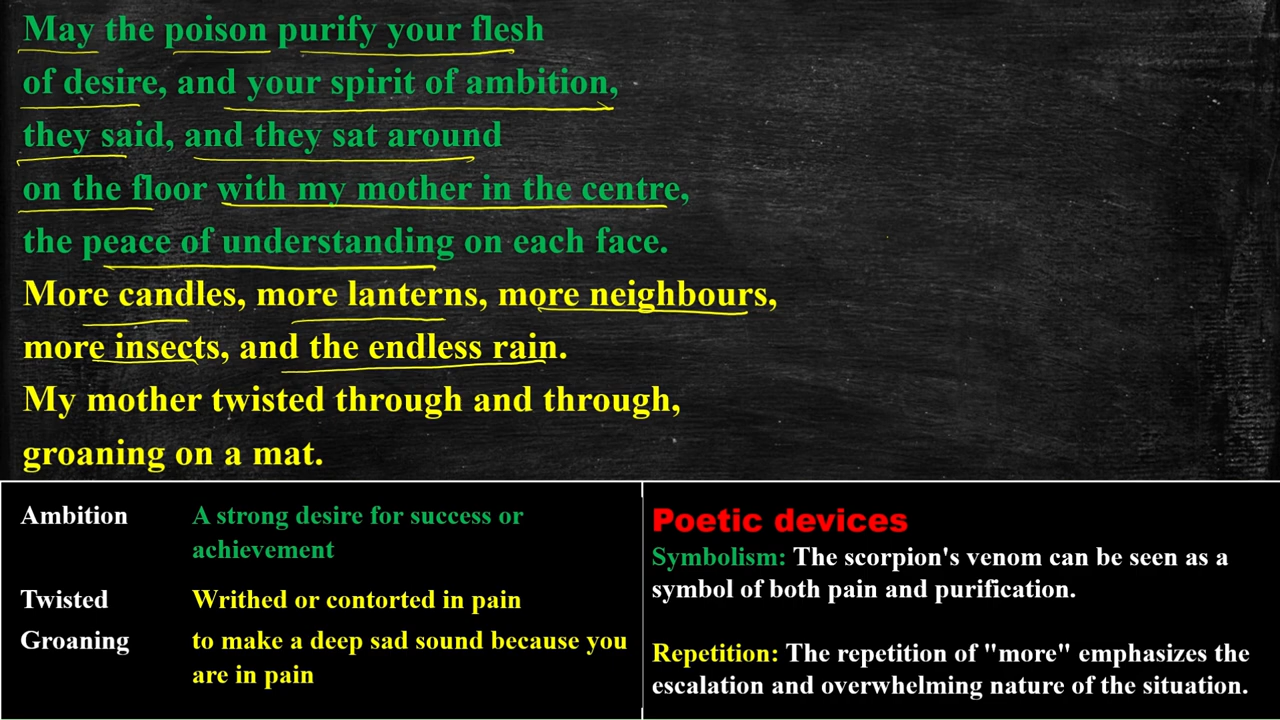 May the poison purify your flesh
of desire, and your spirit of ambition,
they said, and they sat around
on the floor with my mother in the centre,
the peace of understanding on each face.
More candles, more lanterns, more neighbours,
more insects, and the endless rain.
My mother twisted through and through,
groaning on a mat.
Ambition A strong desire for success or
achievement
Twisted Writhed or contorted in pain
Groaning to make a deep sad sound because you
are in pain
Poetic devices
Symbolism: The scorpion's venom can be seen as a
symbol of both pain and purification.
Repetition: The repetition of "more" emphasizes the
escalation and overwhelming nature of the situation.